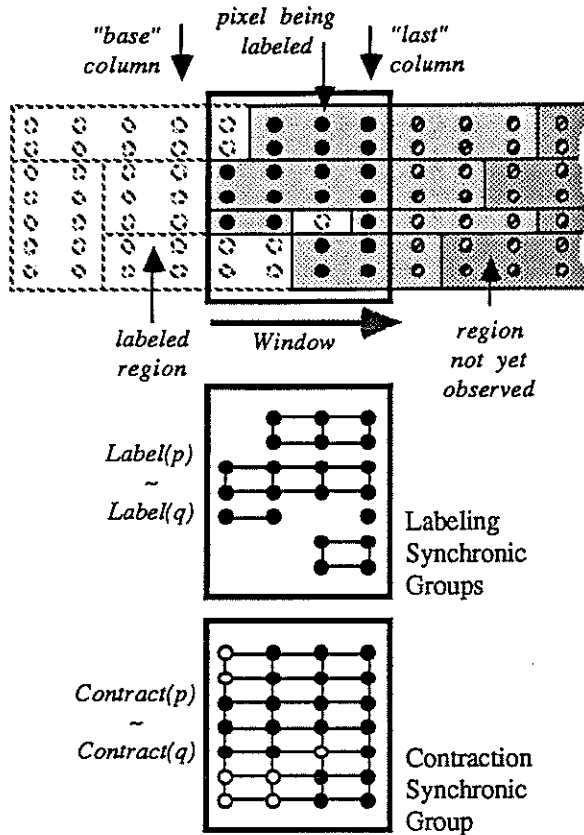 pixel being
labeled
"base"
column
"last"
column
labeled
region
Window
region
not yet
observed
Label(p)
~
Label(q)
Labeling
Synchronic
Groups
Contract(p)
~
Contract(q)
Contraction
Synchronic
Group